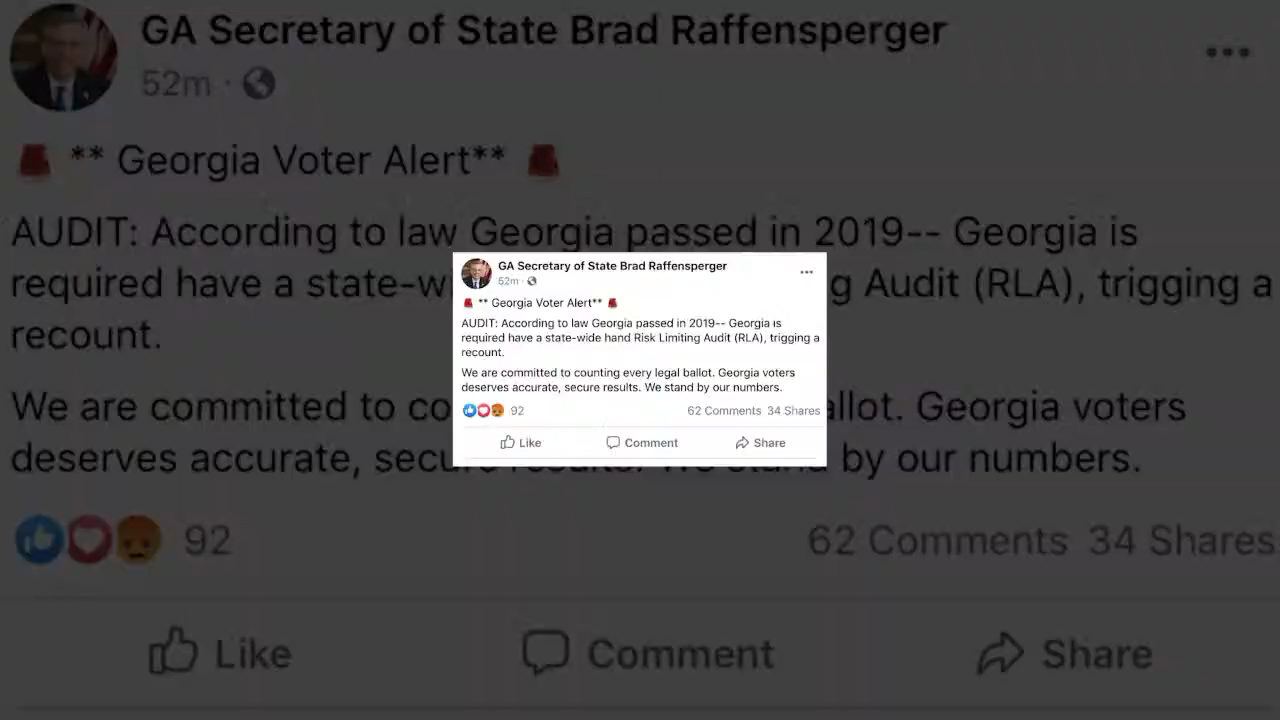 GA Secretary of State Brad Raffensperger
52m ·
** Georgia Voter Alert**
AUDIT: According to law Georgia passed in 2019-- Georgia is
required have a state-wide hand Risk Limiting Audit (RLA), trigging a
recount.
We are committed to counting every legal ballot. Georgia voters
deserves accurate, secure results. We stand by our numbers.
92
62 Comments 34 Shares
Like
Comment
Share